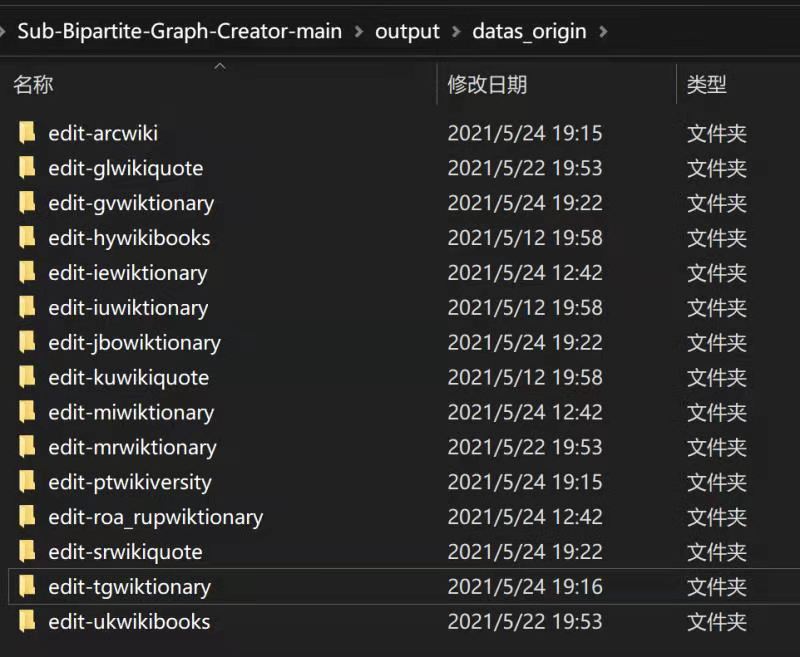 Sub-Bipartite-Graph-Creator-main > output > datas_origin >
名称 修改日期 类型
edit-arcwiki 2021/5/24 19:15 文件夹
edit-glwikiquote 2021/5/22 19:53 文件夹
edit-gvwiktionary 2021/5/24 19:22 文件夹
edit-hywikibooks 2021/5/12 19:58 文件夹
edit-iewiktionary 2021/5/24 12:42 文件夹
edit-iuwiktionary 2021/5/12 19:58 文件夹
edit-jbowiktionary 2021/5/24 19:22 文件夹
edit-kuwikiquote 2021/5/12 19:58 文件夹
edit-miwiktionary 2021/5/24 12:42 文件夹
edit-mrwiktionary 2021/5/22 19:53 文件夹
edit-ptwikiversity 2021/5/24 19:15 文件夹
edit-roa_rupwiktionary 2021/5/24 12:42 文件夹
edit-srwikiquote 2021/5/24 19:22 文件夹
edit-tgwiktionary 2021/5/24 19:16 文件夹
edit-ukwikibooks 2021/5/22 19:53 文件夹